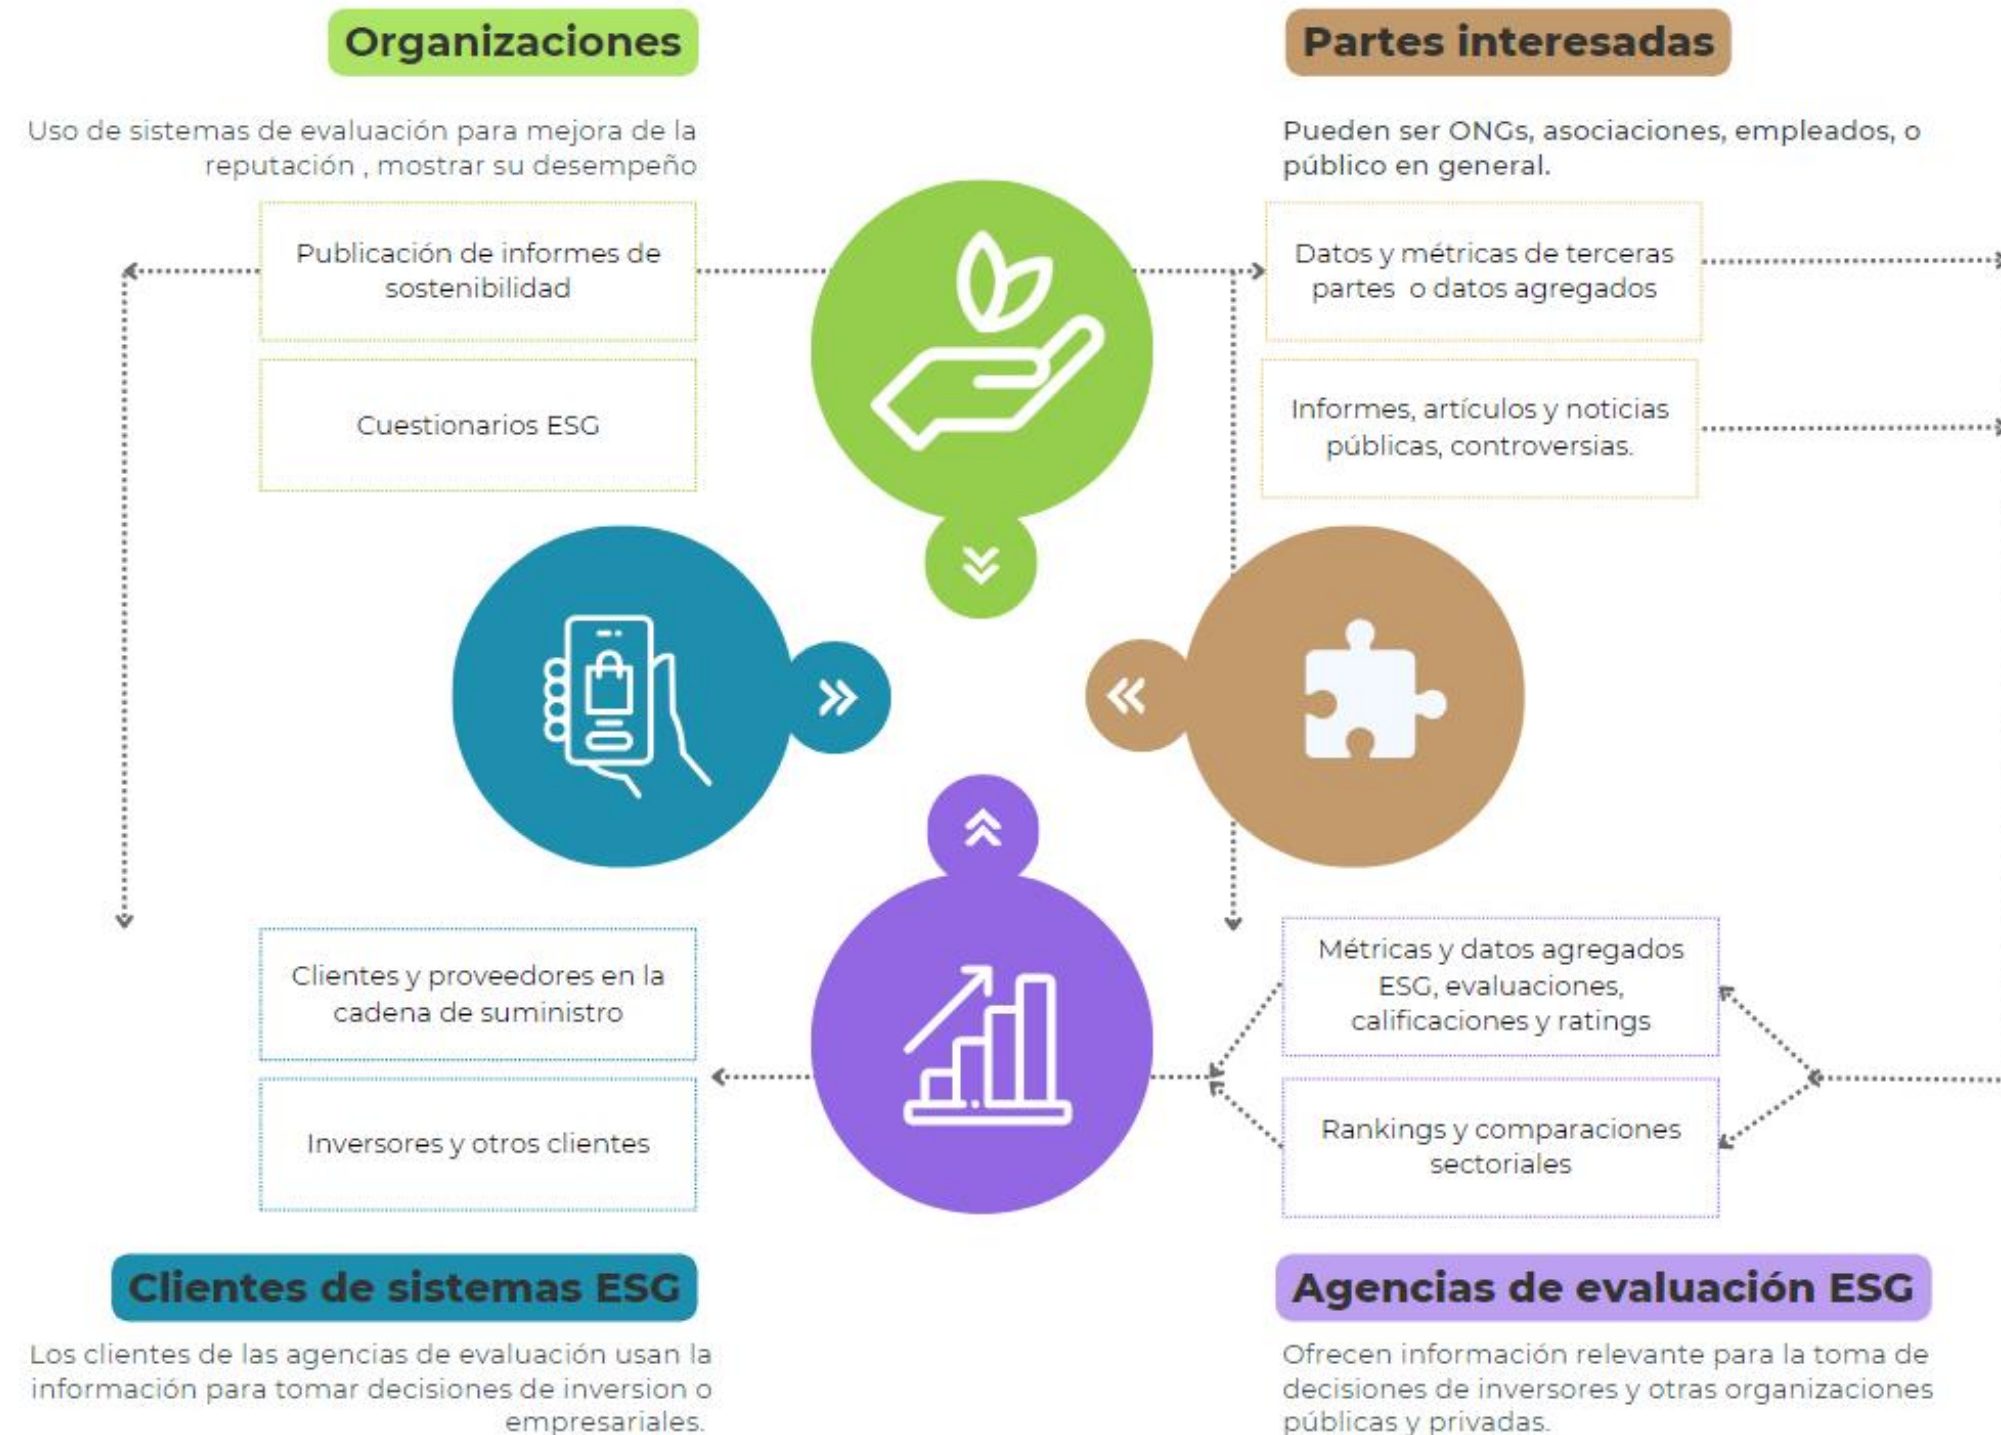 Organizaciones
Uso de sistemas de evaluación para mejora de la
reputación , mostrar su desempeño
Publicación de informes de
sostenibilidad
Cuestionarios ESG
Partes interesadas
Pueden ser ONGs, asociaciones, empleados, o
público en general.
Datos y métricas de terceras
partes o datos agregados
Informes, artículos y noticias
públicas, controversias.
Clientes y proveedores en la
cadena de suministro
Inversores y otros clientes
Clientes de sistemas ESG
Los clientes de las agencias de evaluación usan la
información para tomar decisiones de inversion o
empresariales.
Métricas y datos agregados
ESG, evaluaciones,
calificaciones y ratings
Rankings y comparaciones
sectoriales
Agencias de evaluación ESG
Ofrecen información relevante para la toma de
decisiones de inversores y otras organizaciones
públicas y privadas.